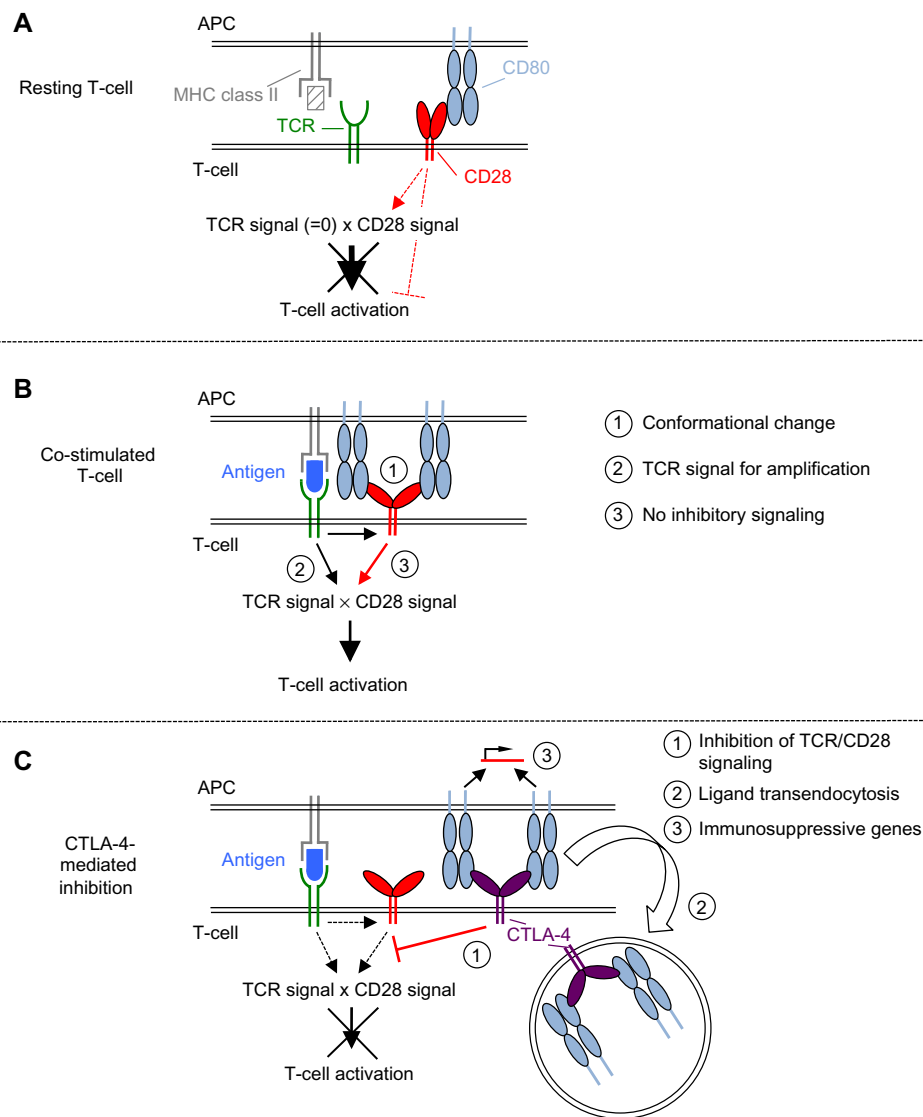 A
APC
Resting T-cell
MHC class II
CD80
TCR
T-cell
CD28
TCR signal (=0) x CD28 signal
T-cell activation
B
APC
Co-stimulated
T-cell
Antigen
1
T-cell
2
3
TCR signal × CD28 signal
T-cell activation
1 Conformational change
2 TCR signal for amplification
3 No inhibitory signaling
C
APC
CTLA-4-
mediated
inhibition
Antigen
3
T-cell
CTLA-4
1
2
TCR signal x CD28 signal
T-cell activation
1 Inhibition of TCR/CD28
signaling
2 Ligand transendocytosis
3 Immunosuppressive genes